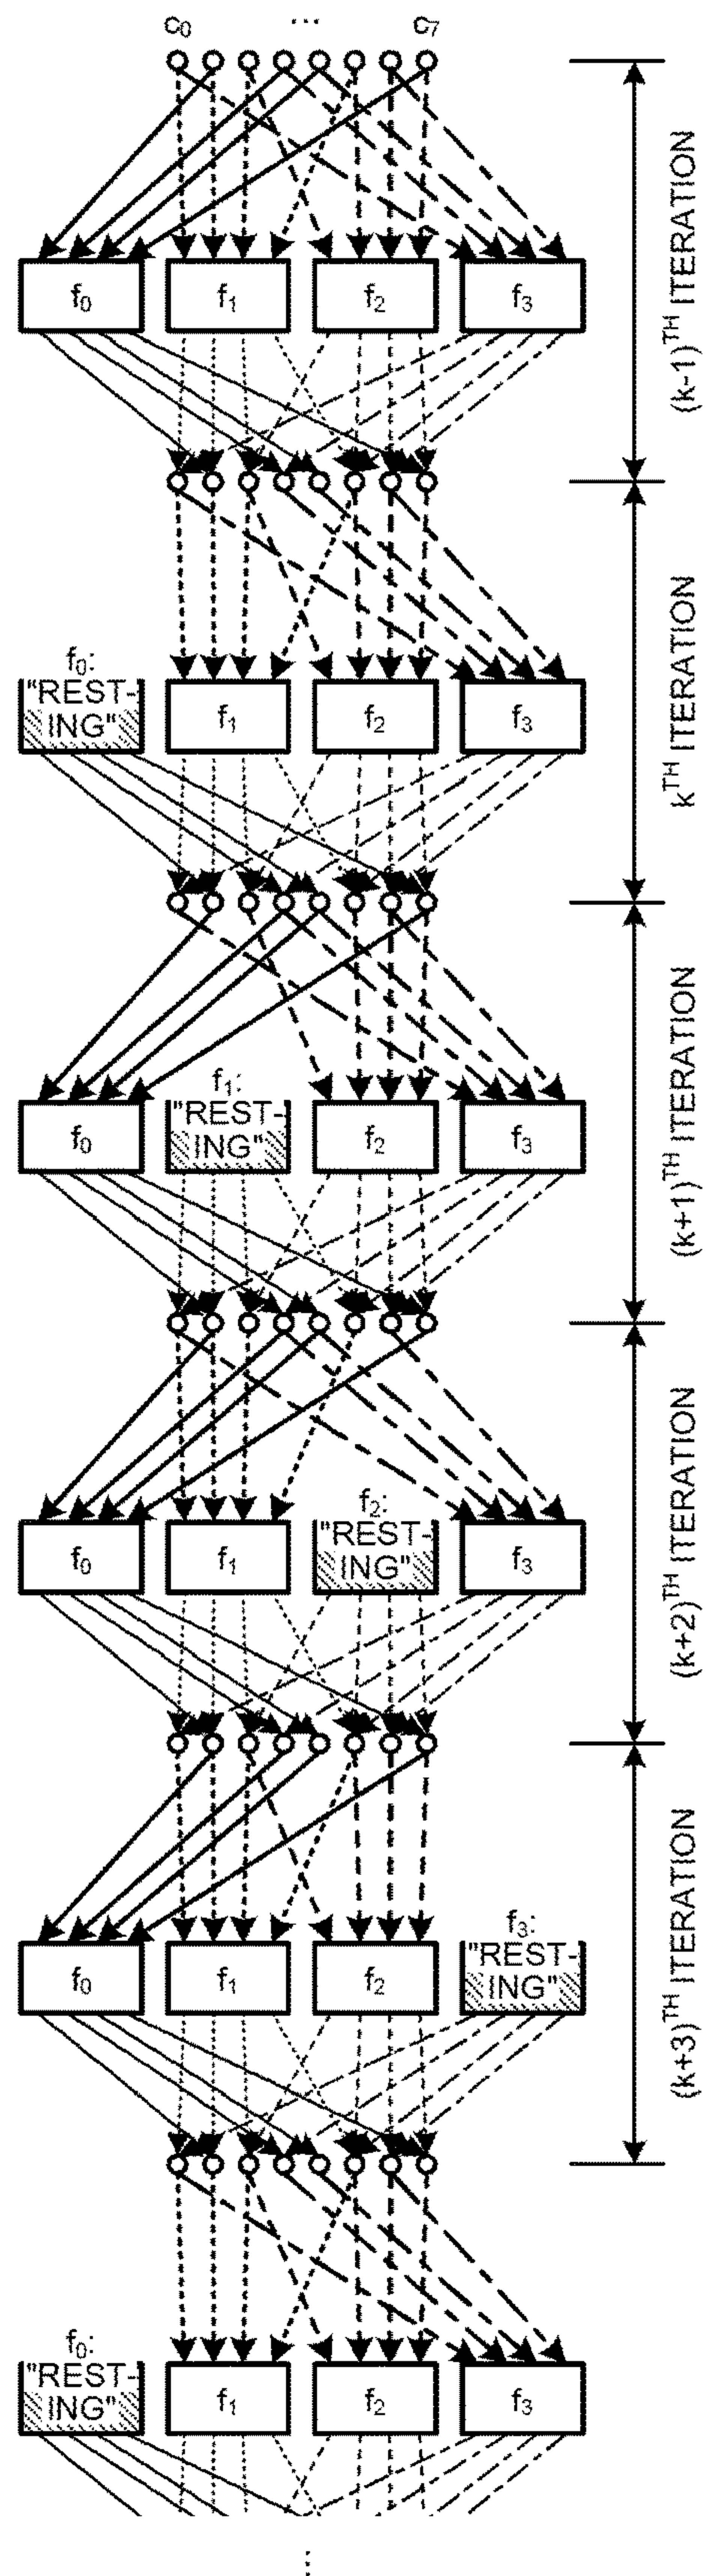 c₀ ... c₇
f₀ f₁ f₂ f₃
(k-1)ᵀᴴ ITERATION
f₀:
"REST-
ING"
f₁ f₂ f₃
kᵀᴴ ITERATION
f₀
f₁:
"REST-
ING"
f₂ f₃
(k+1)ᵀᴴ ITERATION
f₀ f₁
f₂:
"REST-
ING"
f₃
(k+2)ᵀᴴ ITERATION
f₀ f₁ f₂
f₃:
"REST-
ING"
(k+3)ᵀᴴ ITERATION
f₀:
"REST-
ING"
f₁ f₂ f₃
...